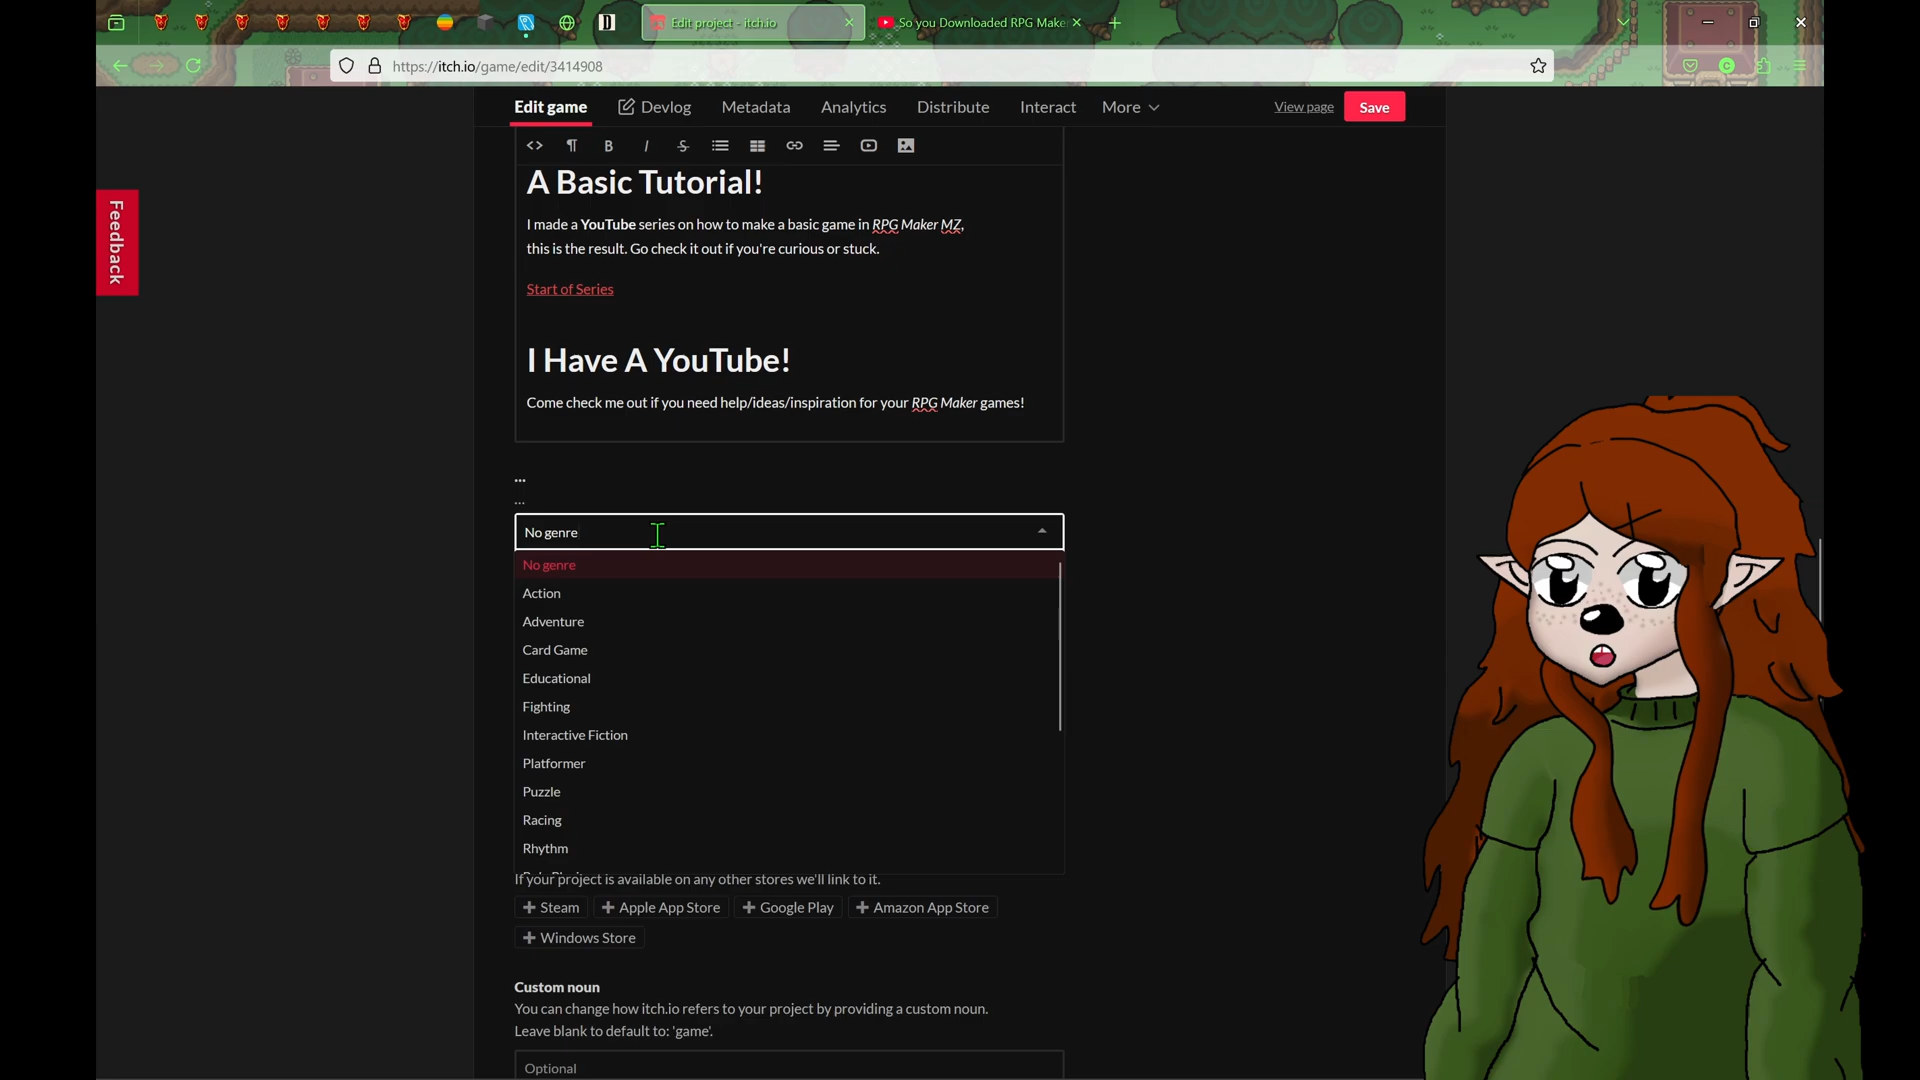 Edit project - itch.io
So you Downloaded RPG Make
https://itch.io/game/edit/3414908
Edit game
Devlog
Metadata
Analytics
Distribute
Interact
More
View page
Save
Feedback
A Basic Tutorial!
I made a YouTube series on how to make a basic game in RPG Maker MZ,
this is the result. Go check it out if you're curious or stuck.
Start of Series
I Have A YouTube!
Come check me out if you need help/ideas/inspiration for your RPG Maker games!
...
...
No genre
No genre
Action
Adventure
Card Game
Educational
Fighting
Interactive Fiction
Platformer
Puzzle
Racing
Rhythm
If your project is available on any other stores we'll link to it.
Steam
Apple App Store
Google Play
Amazon App Store
Windows Store
Custom noun
You can change how itch.io refers to your project by providing a custom noun.
Leave blank to default to: 'game'.
Optional